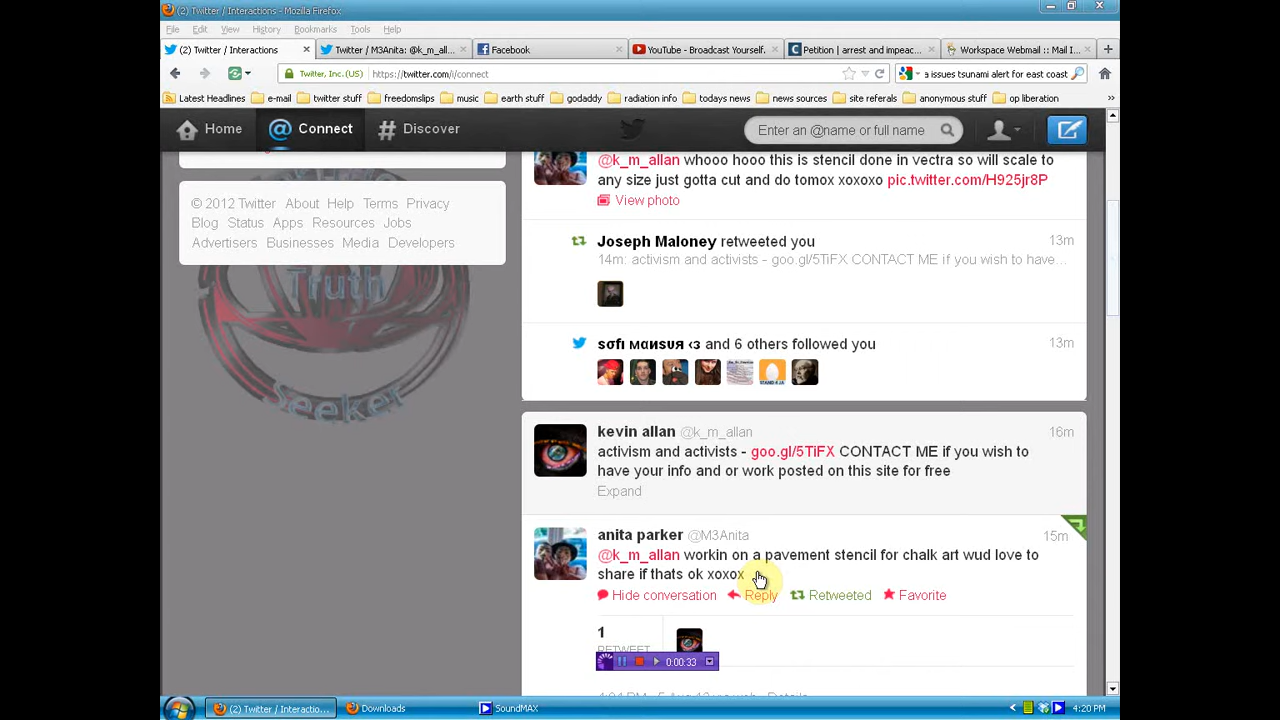 (2) Twitter / Interactions - Mozilla Firefox
File Edit View History Bookmarks Tools Help
(2) Twitter / Interactions
Twitter / M3Anita: @k_m_al...
Facebook
YouTube - Broadcast Yourself.
Petition | arrest and impeac...
Workspace Webmail :: Mail I...
Twitter, Inc. (US) https://twitter.com/i/connect
a issues tsunami alert for east coast
Latest Headlines e-mail twitter stuff freedomslips music earth stuff godaddy radiation info todays news news sources site referals anonymous stuff op liberation
Home Connect Discover
Enter an @name or full name
© 2012 Twitter About Help Terms Privacy
Blog Status Apps Resources Jobs
Advertisers Businesses Media Developers
Truth
Seeker
@k_m_allan whooo hooo this is stencil done in vectra so will scale to
any size just gotta cut and do tomox xoxoxo pic.twitter.com/H925jr8P
View photo
Joseph Maloney retweeted you 13m
14m: activism and activists - goo.gl/5TiFX CONTACT ME if you wish to have...
sσfι мαиsυя ‹з and 6 others followed you 13m
kevin allan @k_m_allan 16m
activism and activists - goo.gl/5TiFX CONTACT ME if you wish to
have your info and or work posted on this site for free
Expand
anita parker @M3Anita 15m
@k_m_allan workin on a pavement stencil for chalk art wud love to
share if thats ok xoxox
Hide conversation Reply Retweeted Favorite
1
RETWEET
0:00:33
Details
(2) Twitter / Interactio... Downloads SoundMAX 4:20 PM